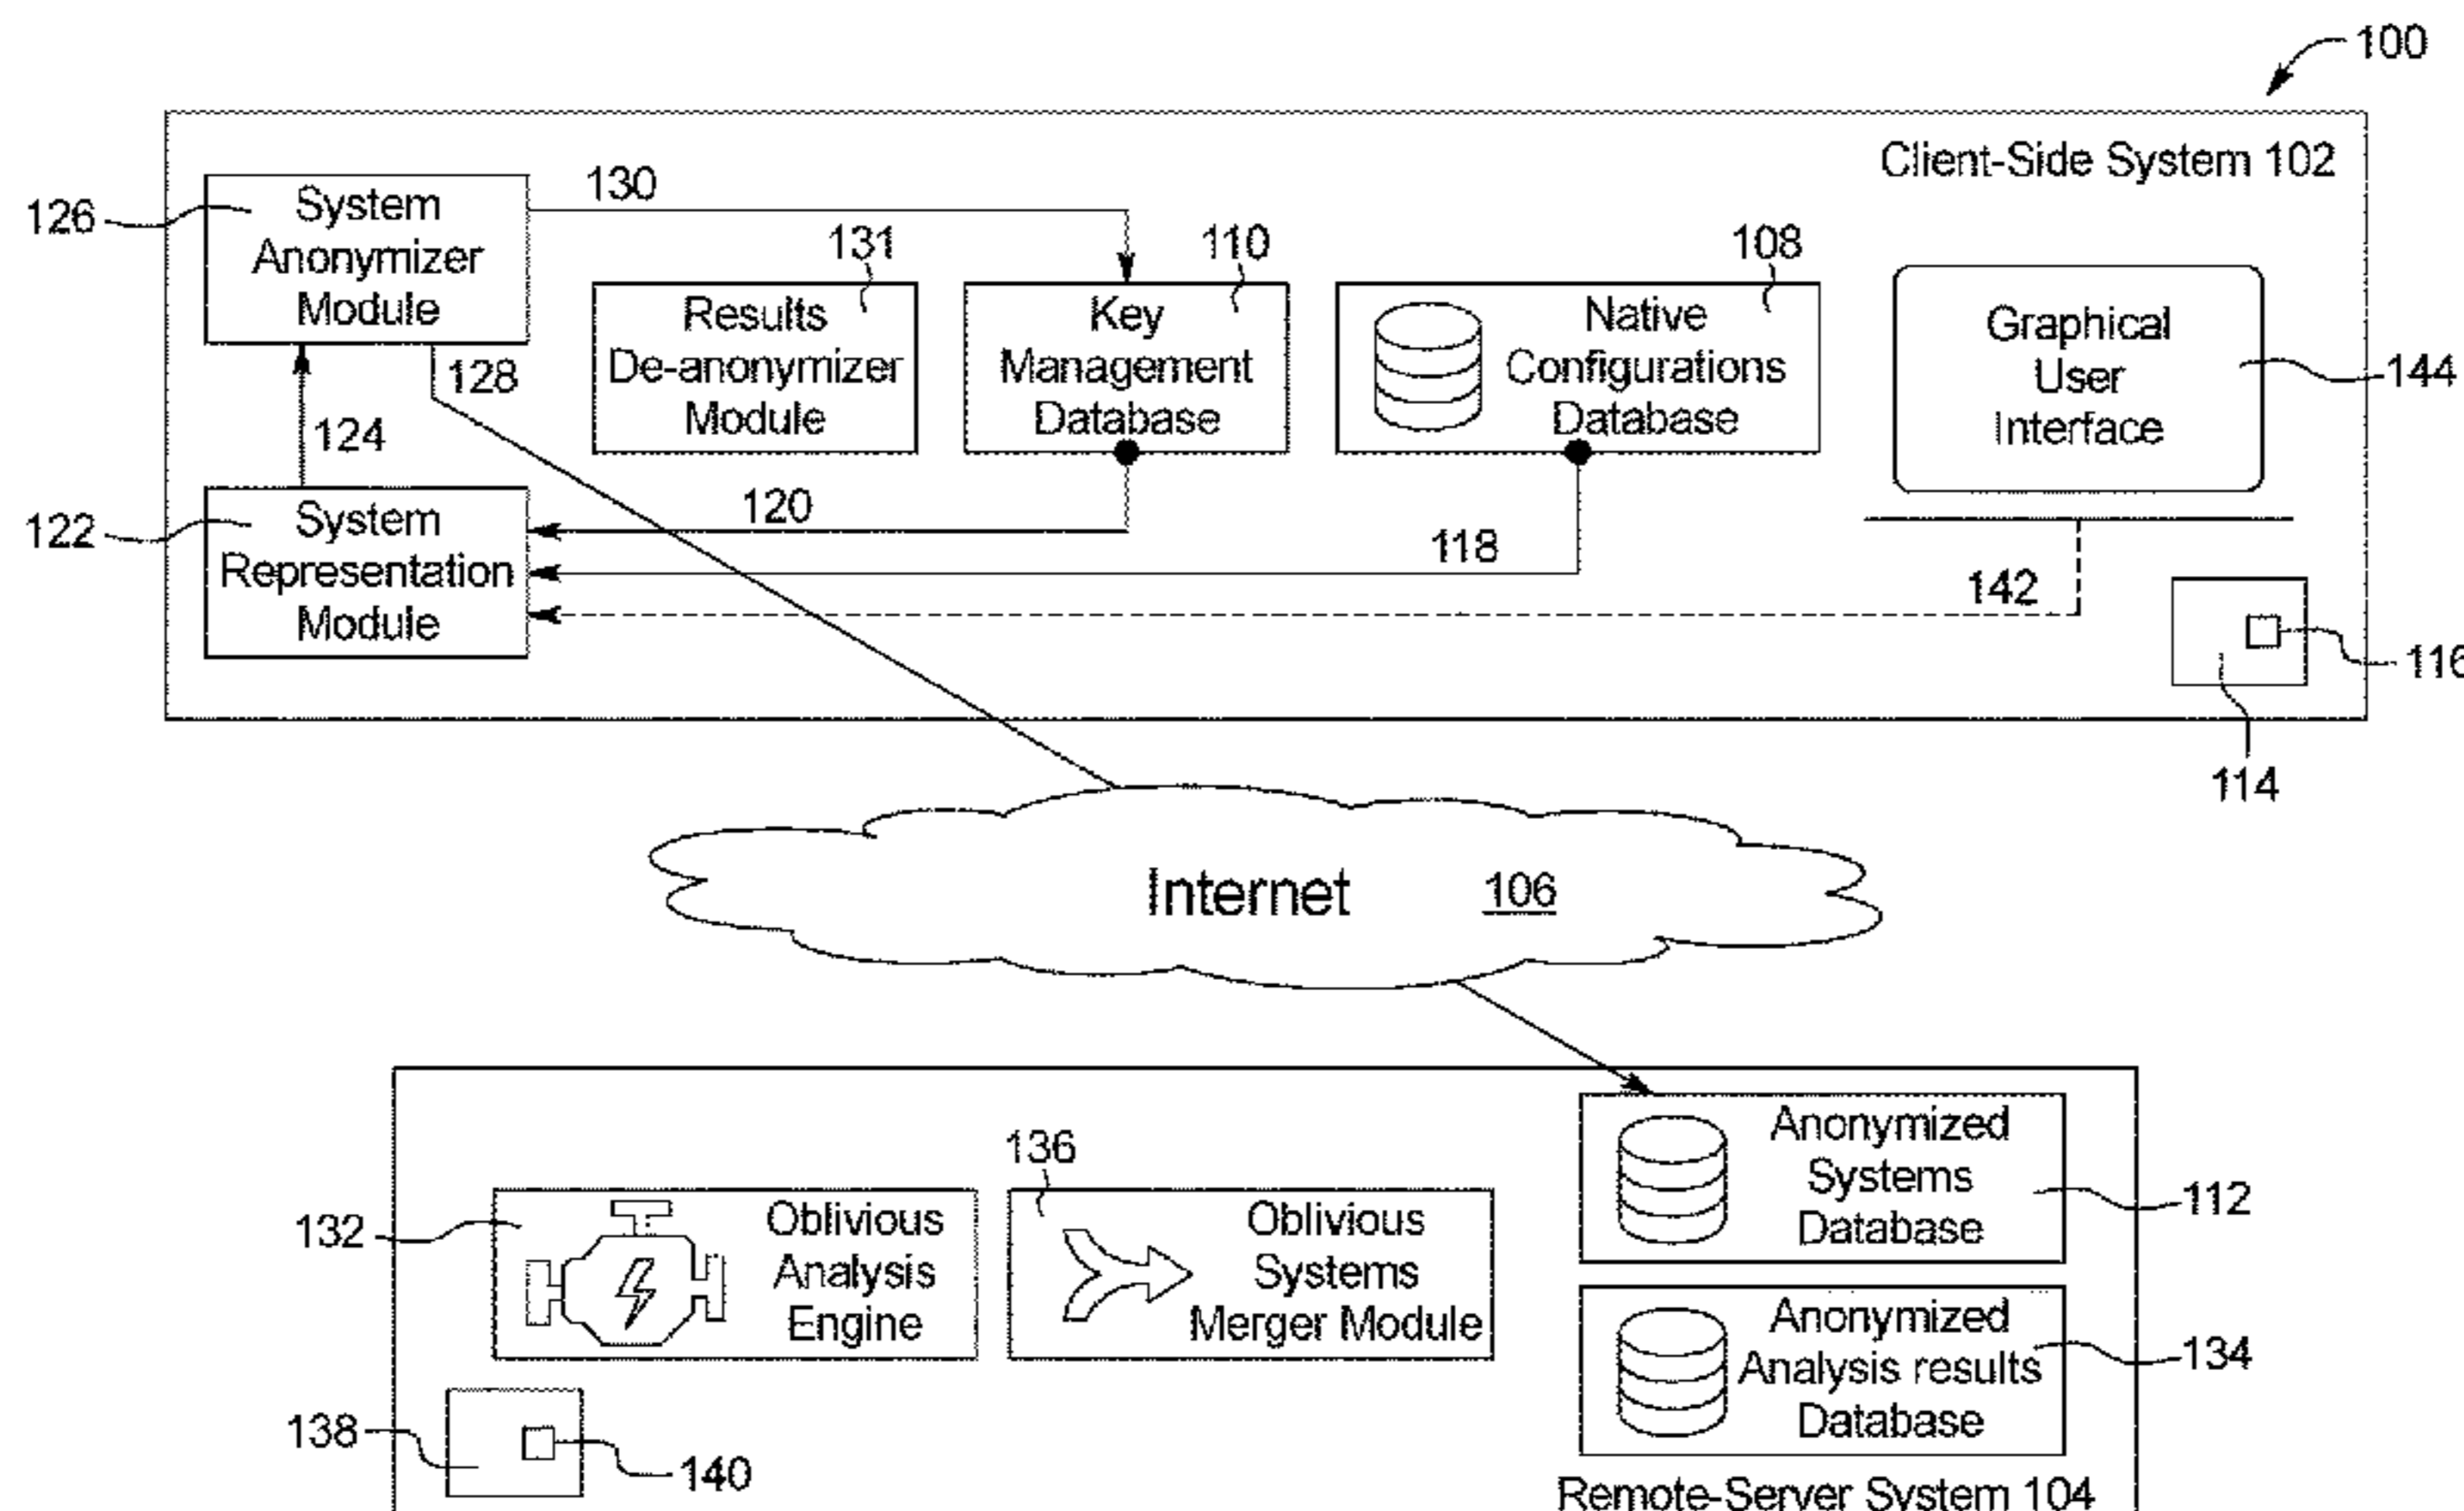 100
Client-Side System 102
126
System
Anonymizer
Module
130
131
Results
De-anonymizer
Module
110
Key
Management
Database
108
Native
Configurations
Database
Graphical
User
Interface
144
128
124
122
System
Representation
Module
120
118
142
116
114
Internet 106
132
Oblivious
Analysis
Engine
136
Oblivious
Systems
Merger Module
Anonymized
Systems
Database
112
Anonymized
Analysis results
Database
134
138
140
Remote-Server System 104